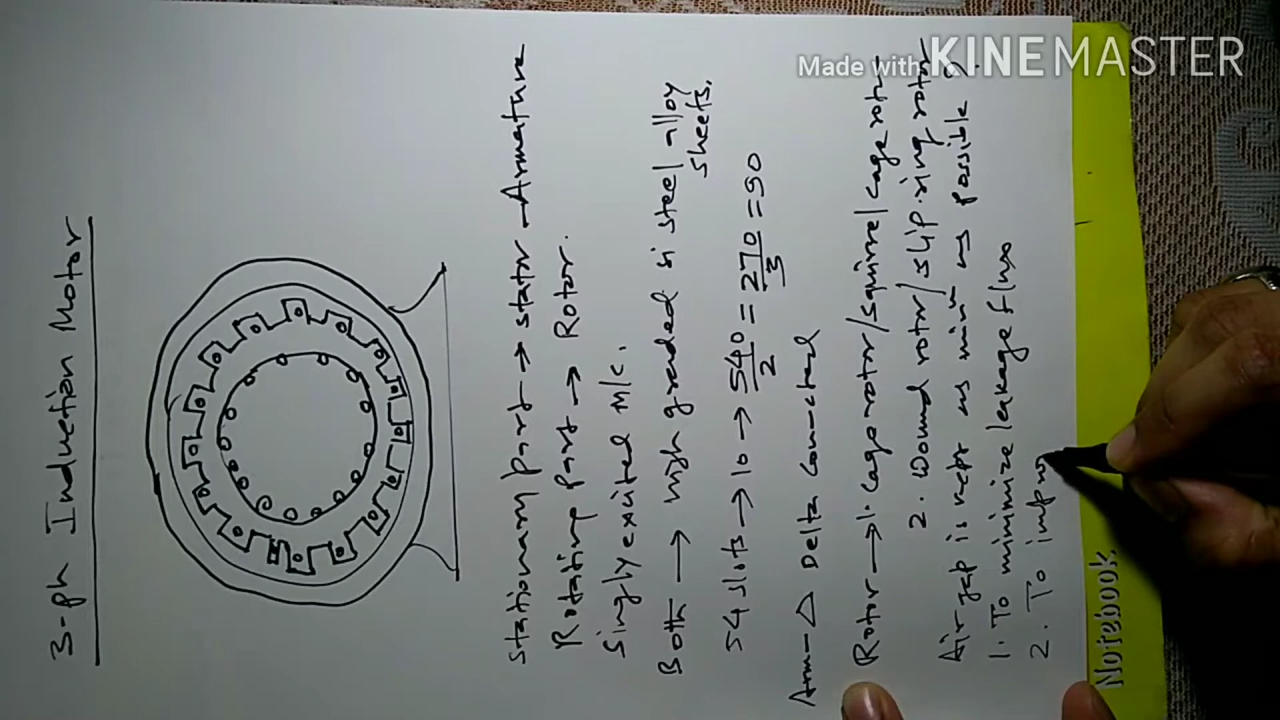 3-ph Induction Motor
Stationary part → stator - Armature
Rotating part → Rotor.
Singly excited M/c.
Both → high graded si steel alloy
sheets.
54 slots → 10 → 540/2 = 270/3 = 90
Arm - Δ Delta connected
Rotor → 1. Cage rotor/squirrel cage rotor
2. Wound rotor/slip-ring rotor
Air gap is kept as min as possible ?
1. To minimize leakage flux
2. To impro
Notebook
Made with KINEMASTER